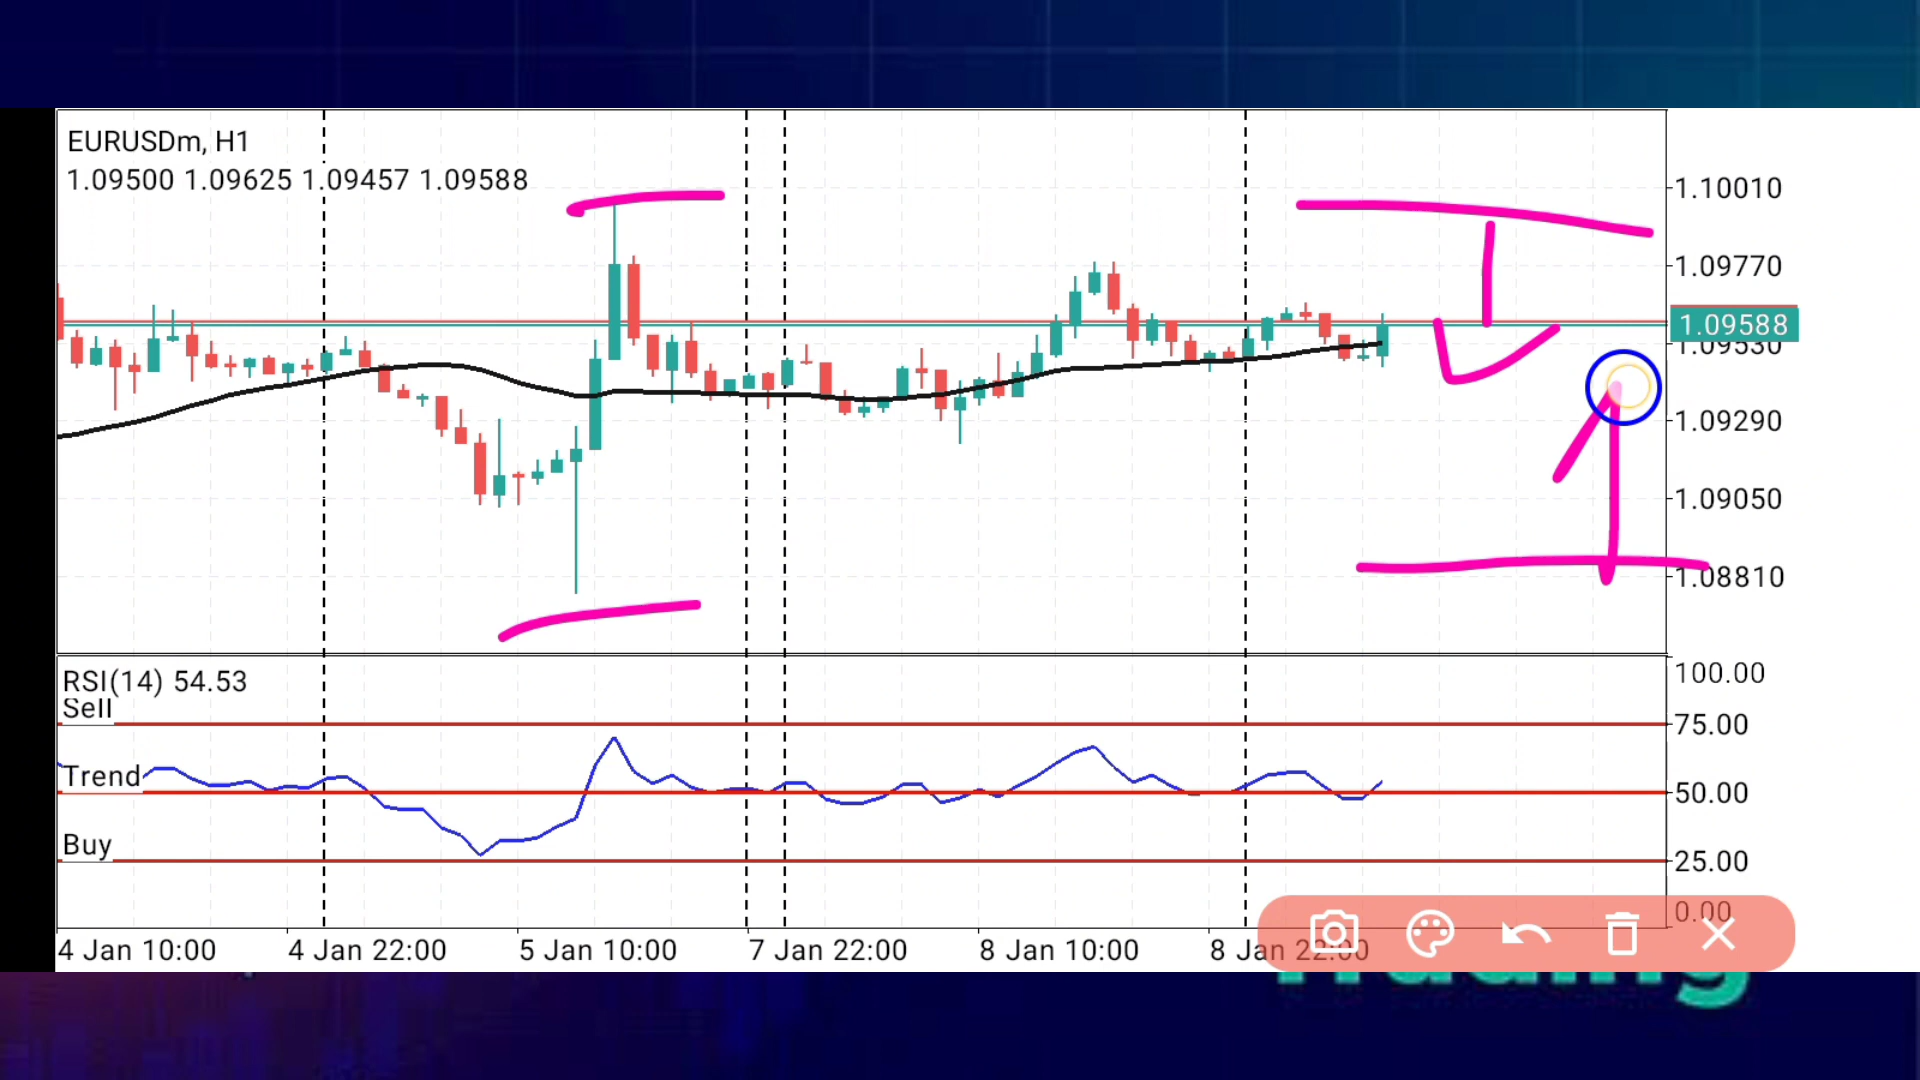 EURUSDm, H1
1.09500 1.09625 1.09457 1.09588
1.10010
1.09770
1.09588
1.09530
1.09290
1.09050
1.08810
RSI(14) 54.53
Sell
Trend
Buy
100.00
75.00
50.00
25.00
0.00
4 Jan 10:00 4 Jan 22:00 5 Jan 10:00 7 Jan 22:00 8 Jan 10:00 8 Jan 22:00